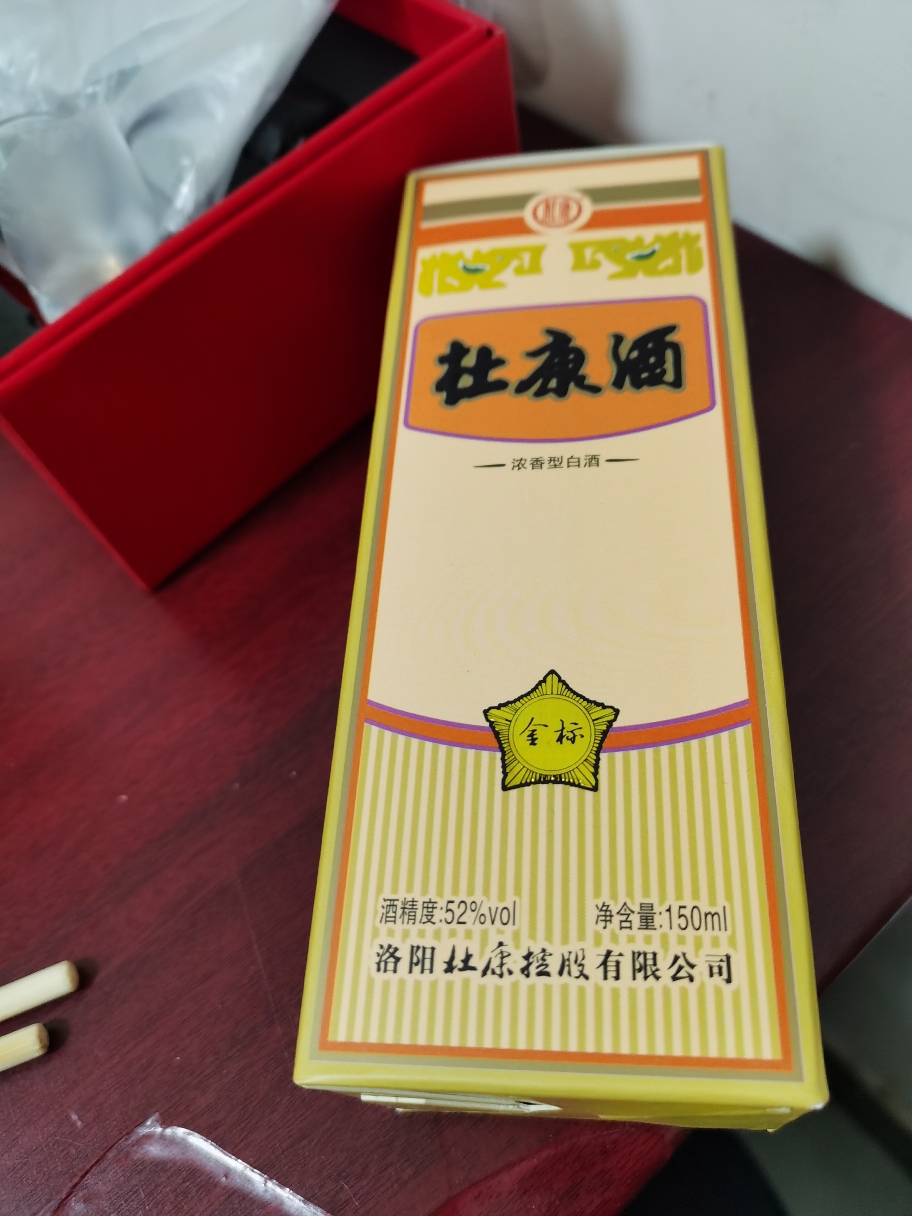 杜康酒
浓香型白酒
金标
酒精度:52%vol 净含量:150ml
洛阳杜康控股有限公司